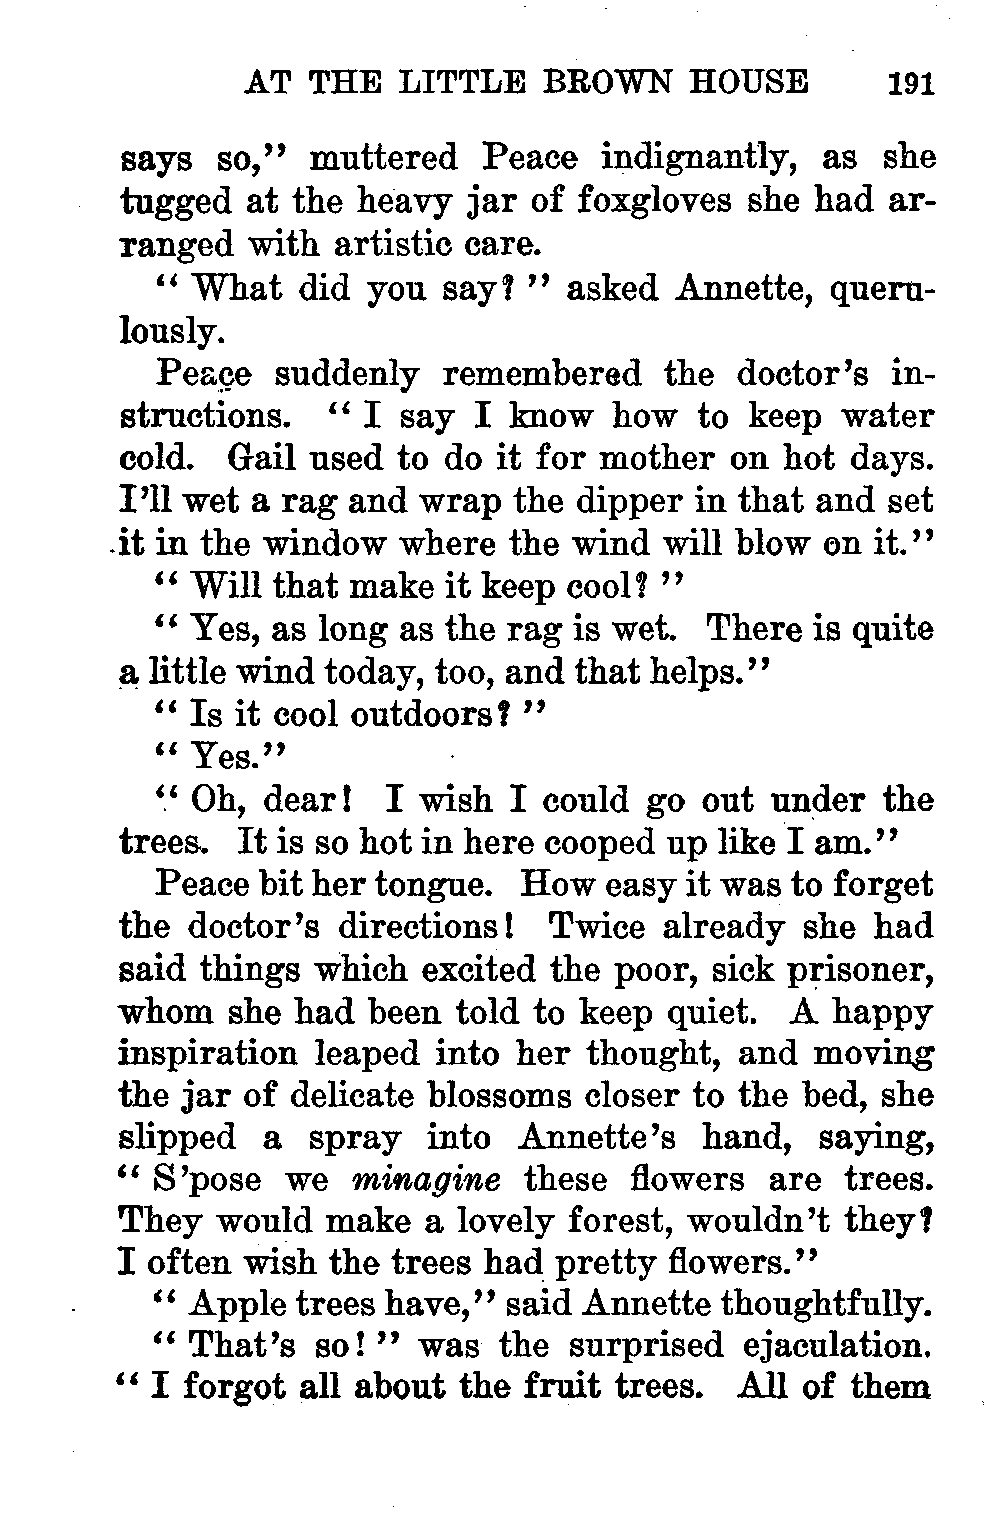 AT THE LITTLE BROWN HOUSE 191
says so,” muttered Peace indignantly, as she
tugged at the heavy jar of foxgloves she had ar-
ranged with artistic care.
“ What did you say? ” asked Annette, queru-
lously.
Peace suddenly remembered the doctor’s in-
structions. “ I say I know how to keep water
cold. Gail used to do it for mother on hot days.
I’ll wet a rag and wrap the dipper in that and set
it in the window where the wind will blow on it.”
“ Will that make it keep cool? ”
“ Yes, as long as the rag is wet. There is quite
a little wind today, too, and that helps.”
“ Is it cool outdoors? ”
“ Yes.”
“ Oh, dear! I wish I could go out under the
trees. It is so hot in here cooped up like I am.”
Peace bit her tongue. How easy it was to forget
the doctor’s directions! Twice already she had
said things which excited the poor, sick prisoner,
whom she had been told to keep quiet. A happy
inspiration leaped into her thought, and moving
the jar of delicate blossoms closer to the bed, she
slipped a spray into Annette’s hand, saying,
“ S’pose we minagine these flowers are trees.
They would make a lovely forest, wouldn’t they?
I often wish the trees had pretty flowers.”
“ Apple trees have,” said Annette thoughtfully.
“ That’s so! ” was the surprised ejaculation.
“ I forgot all about the fruit trees. All of them